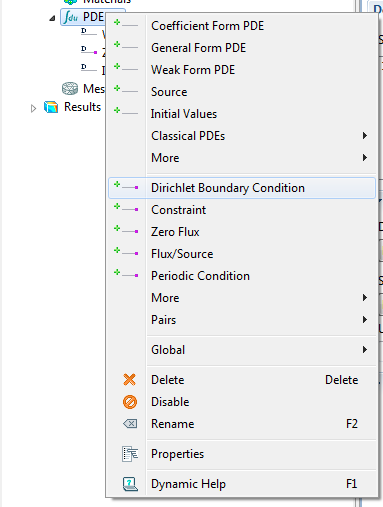 Materials
PDE
Coefficient Form PDE
General Form PDE
Weak Form PDE
Source
Initial Values
Classical PDEs
More
Dirichlet Boundary Condition
Constraint
Zero Flux
Flux/Source
Periodic Condition
More
Pairs
Global
Delete Delete
Disable
Rename F2
Properties
Dynamic Help F1
Results